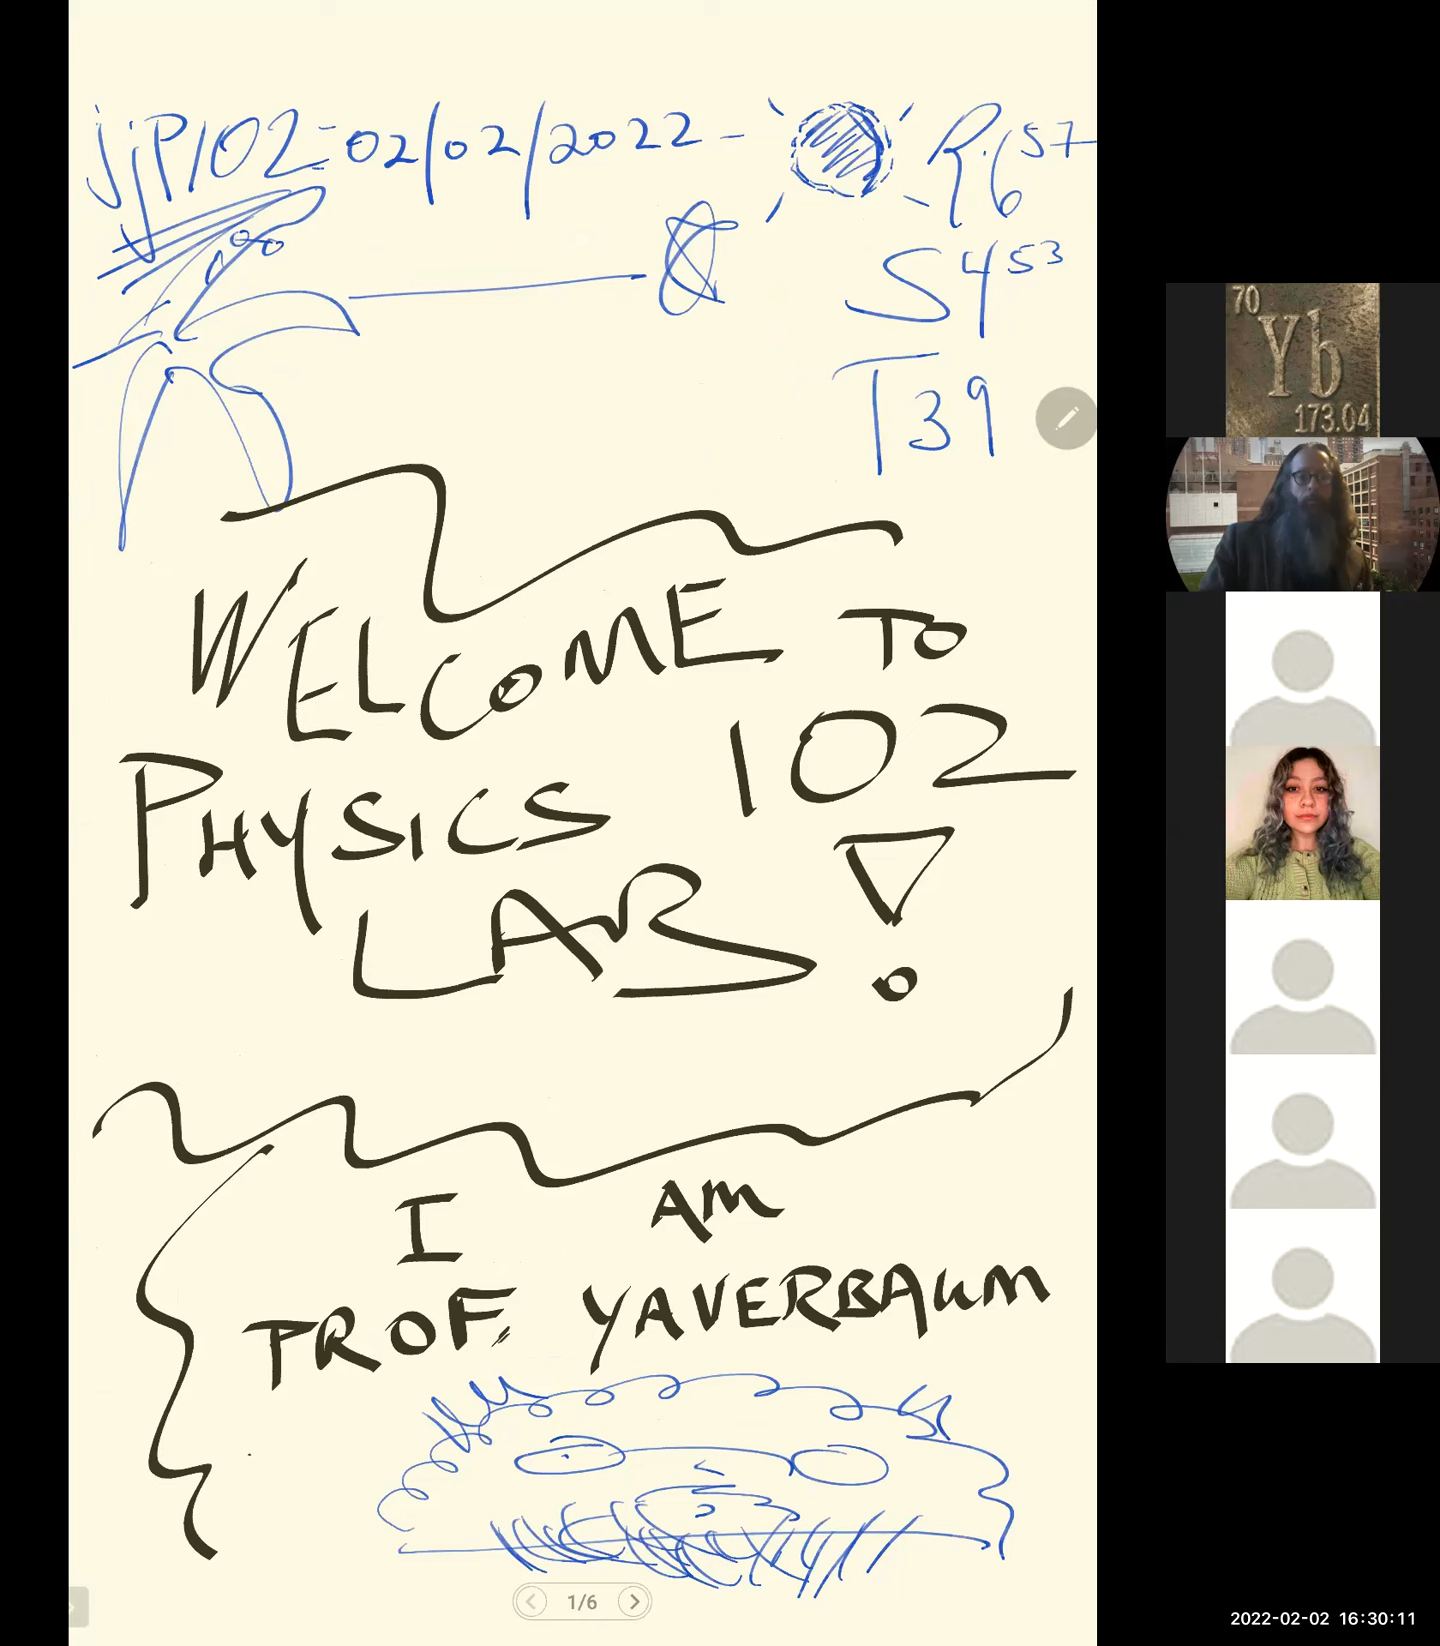 jjP102-02/02/2022-
R.6 57
S 4 53
T 39
WELCOME TO
PHYSICS 102
LAB!
I AM
PROF. YAVERBAUM
1/6
70
Yb
173.04
2022-02-02 16:30:11